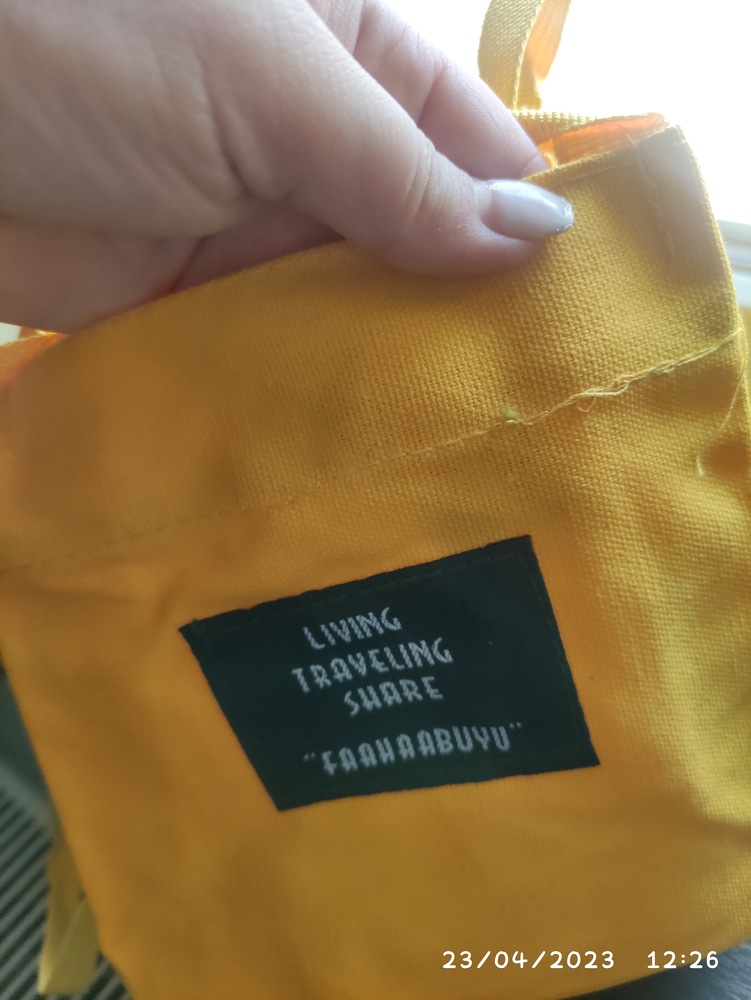 LIVING
TRAVELING
SHARE
"FAAHAABUYU"
23/04/2023 12:26